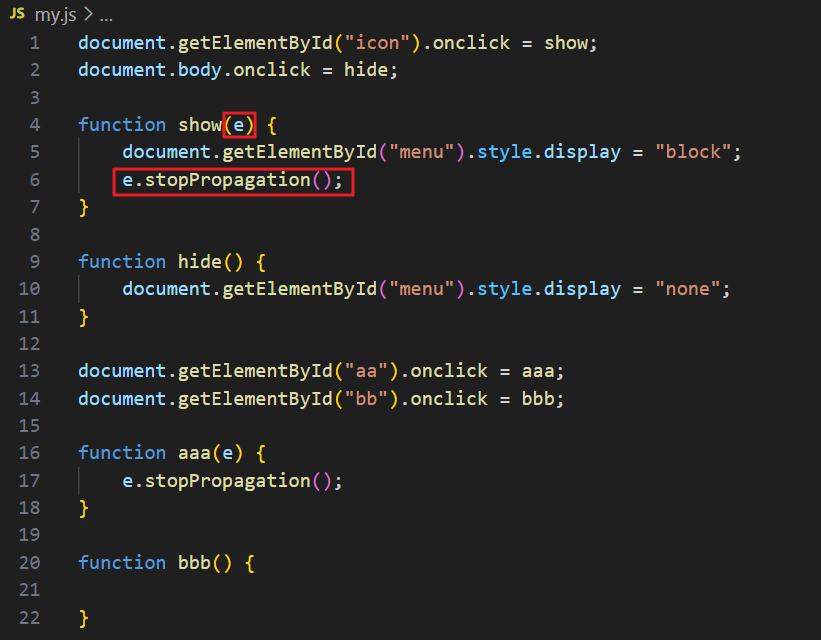 JS my.js > ...
1 document.getElementById("icon").onclick = show;
2 document.body.onclick = hide;
3
4 function show(e) {
5     document.getElementById("menu").style.display = "block";
6     e.stopPropagation();
7 }
8
9 function hide() {
10     document.getElementById("menu").style.display = "none";
11 }
12
13 document.getElementById("aa").onclick = aaa;
14 document.getElementById("bb").onclick = bbb;
15
16 function aaa(e) {
17     e.stopPropagation();
18 }
19
20 function bbb() {
21
22 }